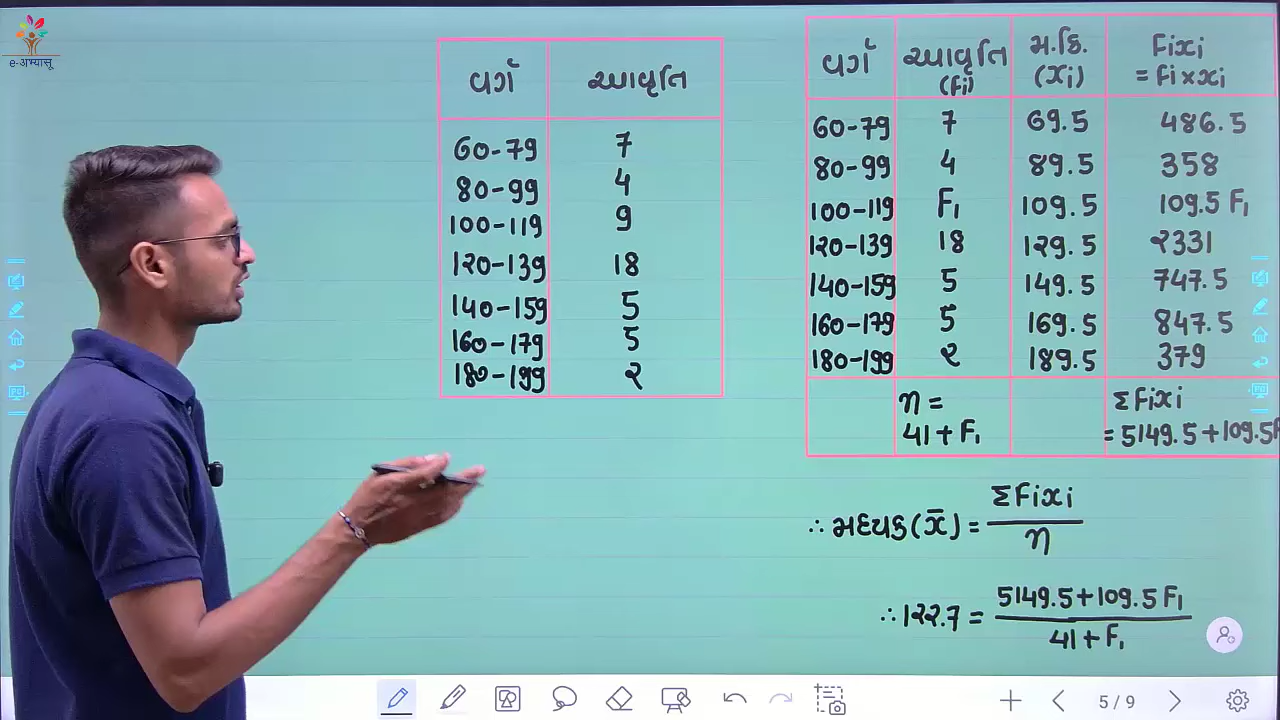 e-अभ्यासू
વર્ગ આવૃતિ
60-79 7
80-99 4
100-119 9
120-139 18
140-159 5
160-179 5
180-199 2
વર્ગ આવૃતિ (Fi) મ.કિ. (xi) Fixi = Fi × xi
60-79 7 69.5 486.5
80-99 4 89.5 358
100-119 F₁ 109.5 109.5 F₁
120-139 18 129.5 2331
140-159 5 149.5 747.5
160-179 5 169.5 847.5
180-199 2 189.5 379
n = ΣFixi
41 + F₁ = 5149.5 + 109.5F
∴ મધ્યક (x̄) = ΣFixi / n
∴ 122.7 = 5149.5 + 109.5 F₁ / 41 + F₁
5 / 9